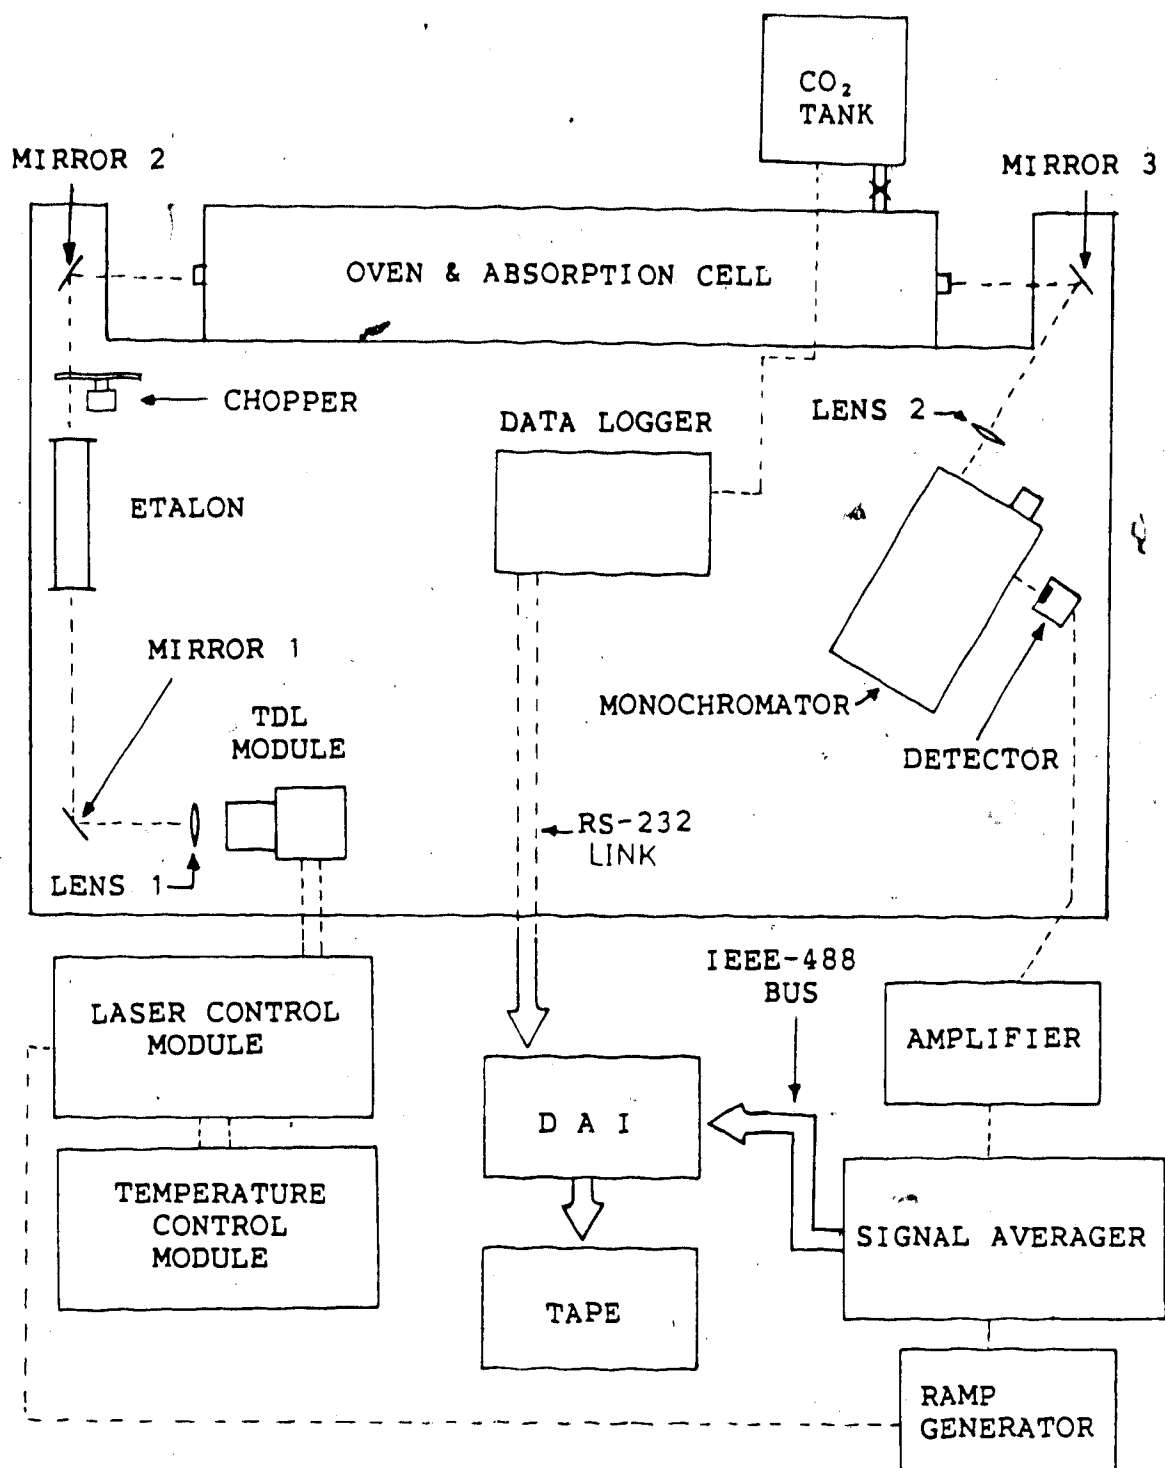 CO₂
TANK
MIRROR 2
MIRROR 3
OVEN & ABSORPTION CELL
CHOPPER
LENS 2
DATA LOGGER
ETALON
MIRROR 1
MONOCHROMATOR
TDL
MODULE
DETECTOR
RS-232
LINK
LENS 1
IEEE-488
BUS
LASER CONTROL
MODULE
AMPLIFIER
D A I
TEMPERATURE
CONTROL
MODULE
SIGNAL AVERAGER
TAPE
RAMP
GENERATOR